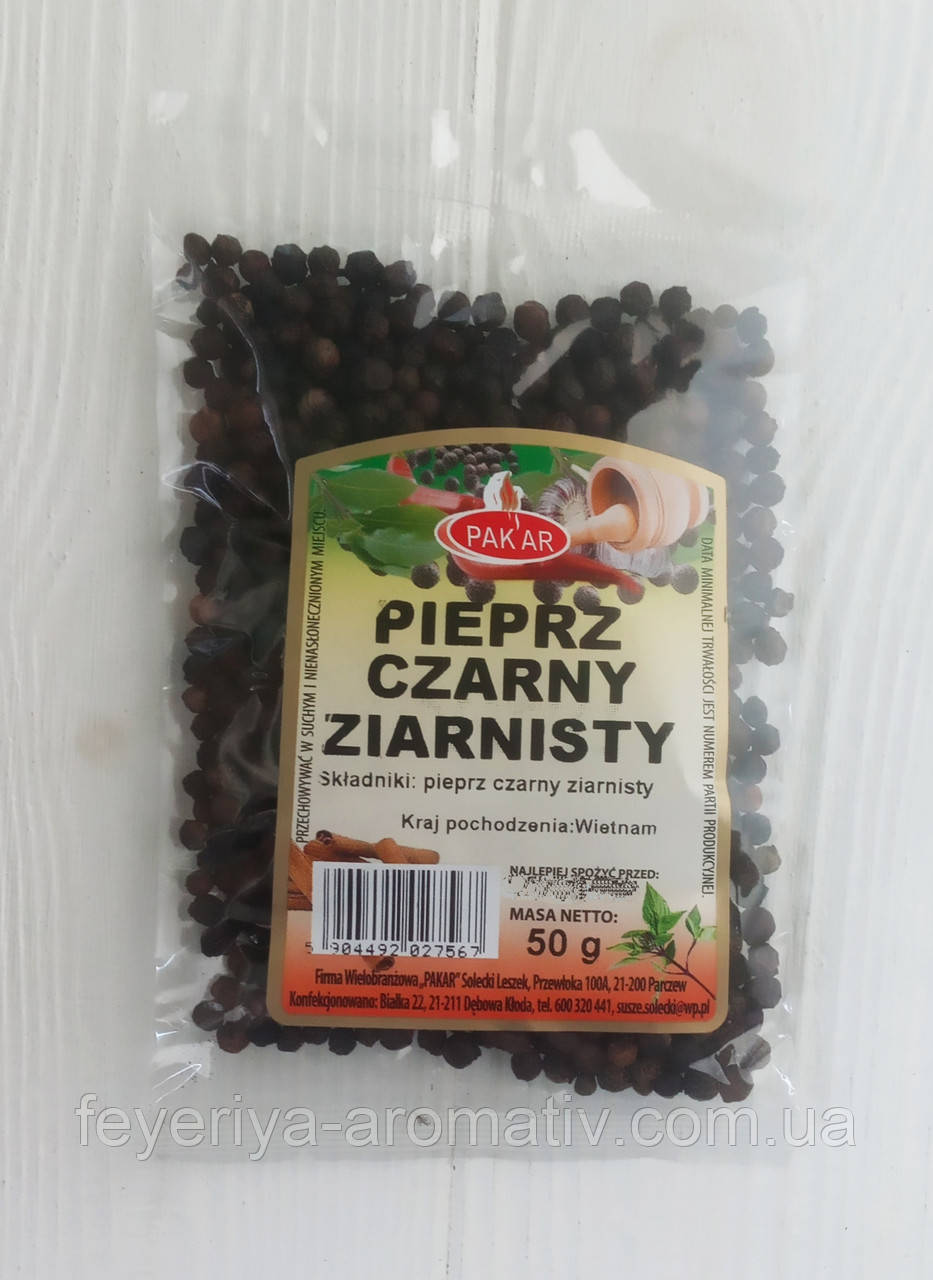 PAK'AR
PIEPRZ
CZARNY
ZIARNISTY
Składniki: pieprz czarny ziarnisty
Kraj pochodzenia:Wietnam
PRZECHOWYWAĆ W SUCHYM I NIENASŁONECZNIONYM MIEJSCU.
DATA MINIMALNEJ TRWAŁOŚCI JEST NUMEREM PARTII PRODUKCYJNEJ.
NAJLEPIEJ SPOŻYĆ PRZED:
MASA NETTO:
50 g
5 904492 027567
Firma Wielobranżowa „PAKAR" Solecki Leszek, Przewłoka 100A, 21-200 Parczew
Konfekcjonowano: Białka 22, 21-211 Dębowa Kłoda, tel. 600 320 441, susze.solecki@wp.pl
feyeriya-aromativ.com.ua